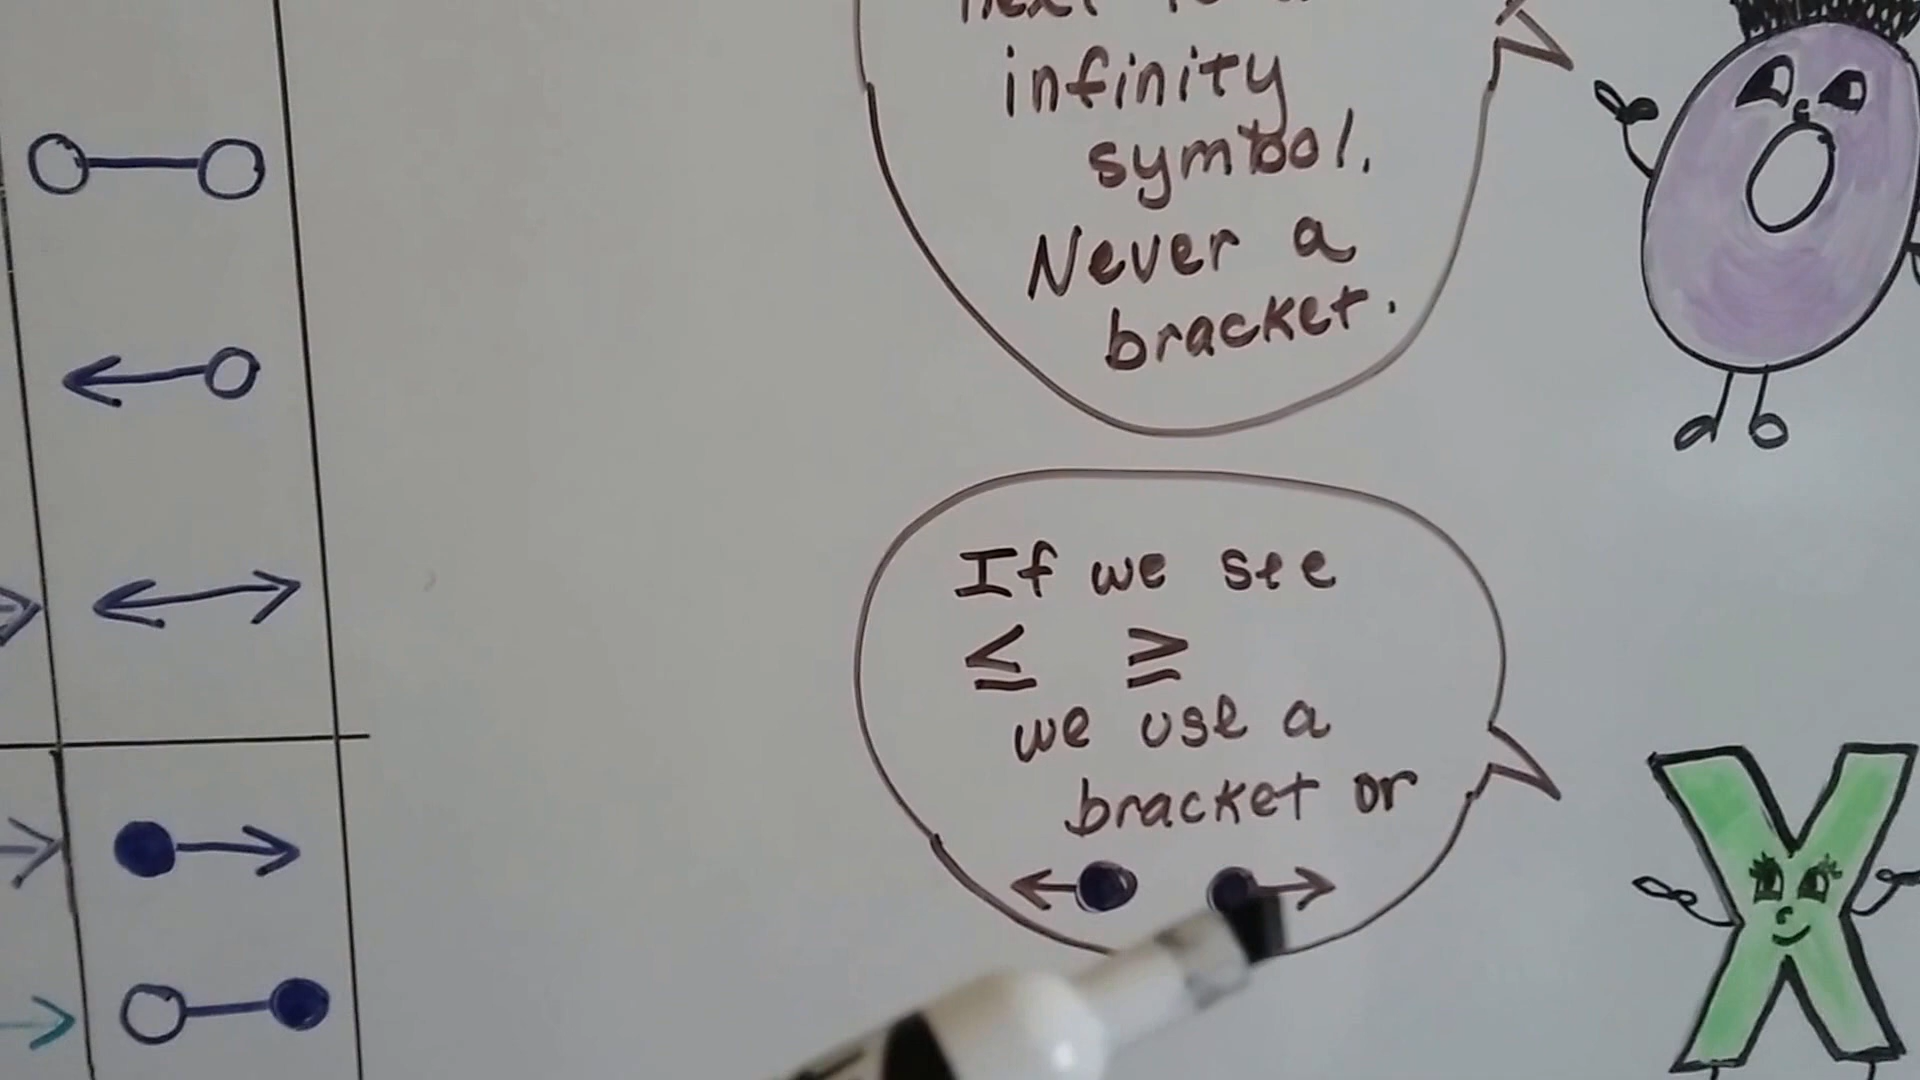 infinity
symbol.
Never a
bracket.
If we see
≤ ≥
we use a
bracket or
X